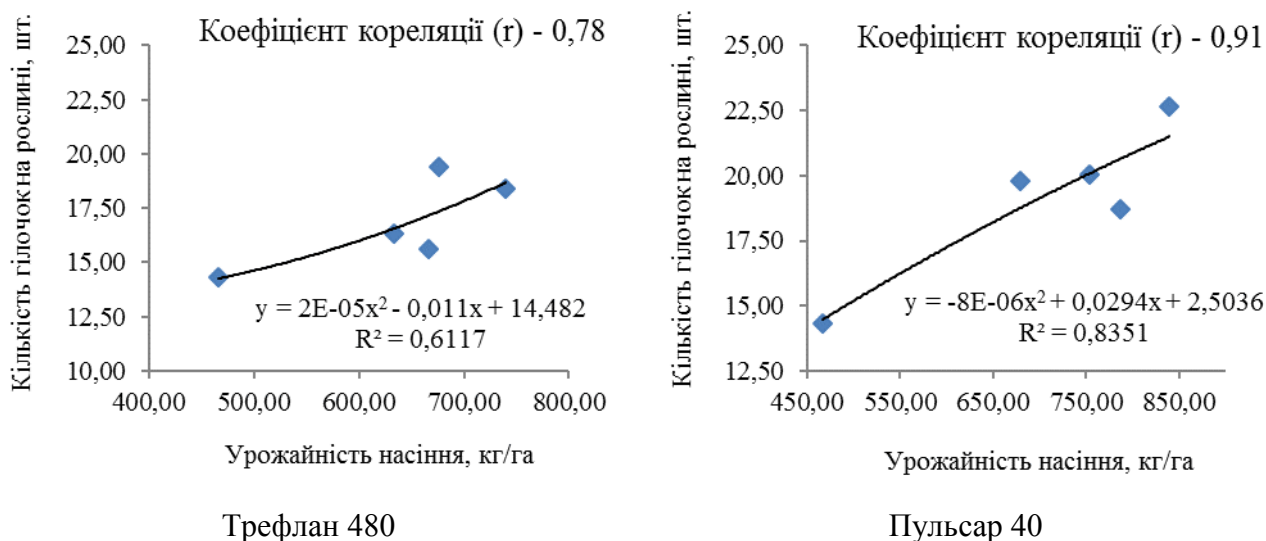 Кількість гілочок на рослині, шт.
Коефіцієнт кореляції (r) - 0,78
25,00
22,50
20,00
17,50
15,00
12,50
10,00
y = 2E-05x² - 0,011x + 14,482
R² = 0,6117
400,00 500,00 600,00 700,00 800,00
Урожайність насіння, кг/га
Трефлан 480
Кількість гілочок на рослині, шт.
Коефіцієнт кореляції (r) - 0,91
25,00
22,50
20,00
17,50
15,00
12,50
y = -8E-06x² + 0,0294x + 2,5036
R² = 0,8351
450,00 550,00 650,00 750,00 850,00
Урожайність насіння, кг/га
Пульсар 40